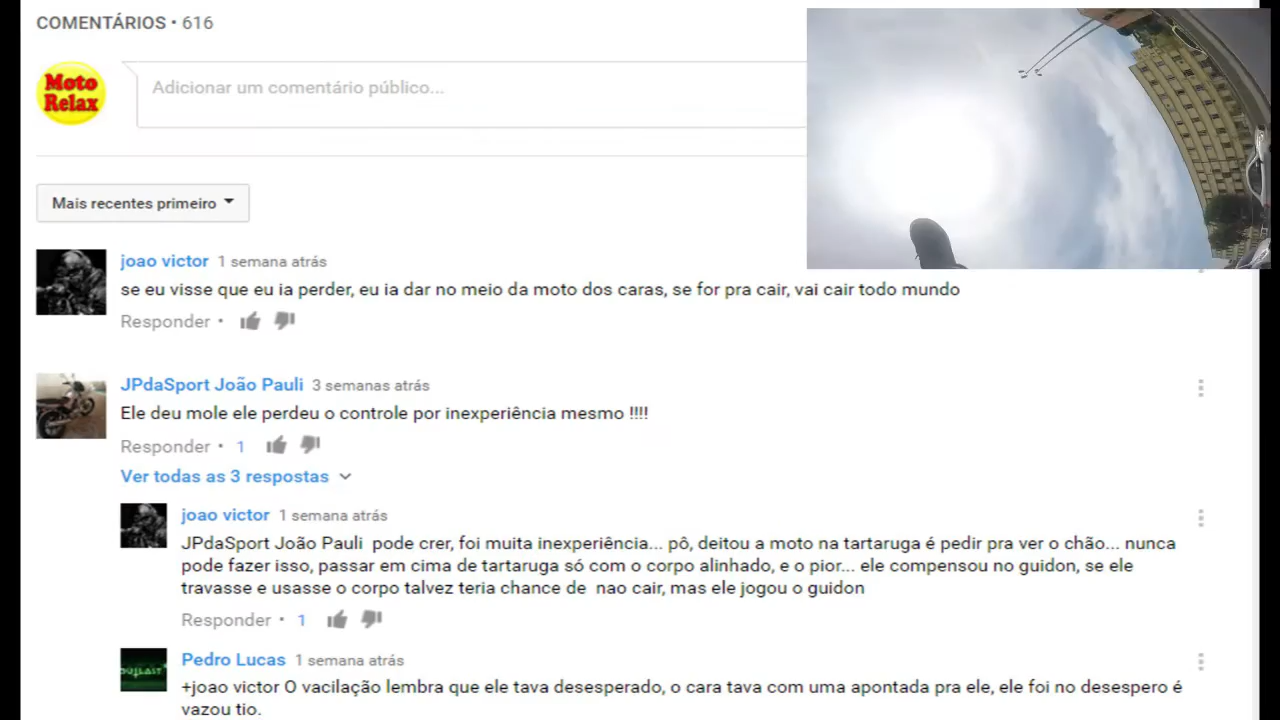 COMENTÁRIOS • 616
Moto
Relax
Adicionar um comentário público...
Mais recentes primeiro
joao victor 1 semana atrás
se eu visse que eu ia perder, eu ia dar no meio da moto dos caras, se for pra cair, vai cair todo mundo
Responder •
JPdaSport João Pauli 3 semanas atrás
Ele deu mole ele perdeu o controle por inexperiência mesmo !!!!
Responder • 1
Ver todas as 3 respostas
joao victor 1 semana atrás
JPdaSport João Pauli pode crer, foi muita inexperiência... pô, deitou a moto na tartaruga é pedir pra ver o chão... nunca
pode fazer isso, passar em cima de tartaruga só com o corpo alinhado, e o pior... ele compensou no guidon, se ele
travasse e usasse o corpo talvez teria chance de nao cair, mas ele jogou o guidon
Responder • 1
OUTLAST
Pedro Lucas 1 semana atrás
+joao victor O vacilação lembra que ele tava desesperado, o cara tava com uma apontada pra ele, ele foi no desespero é
vazou tio.